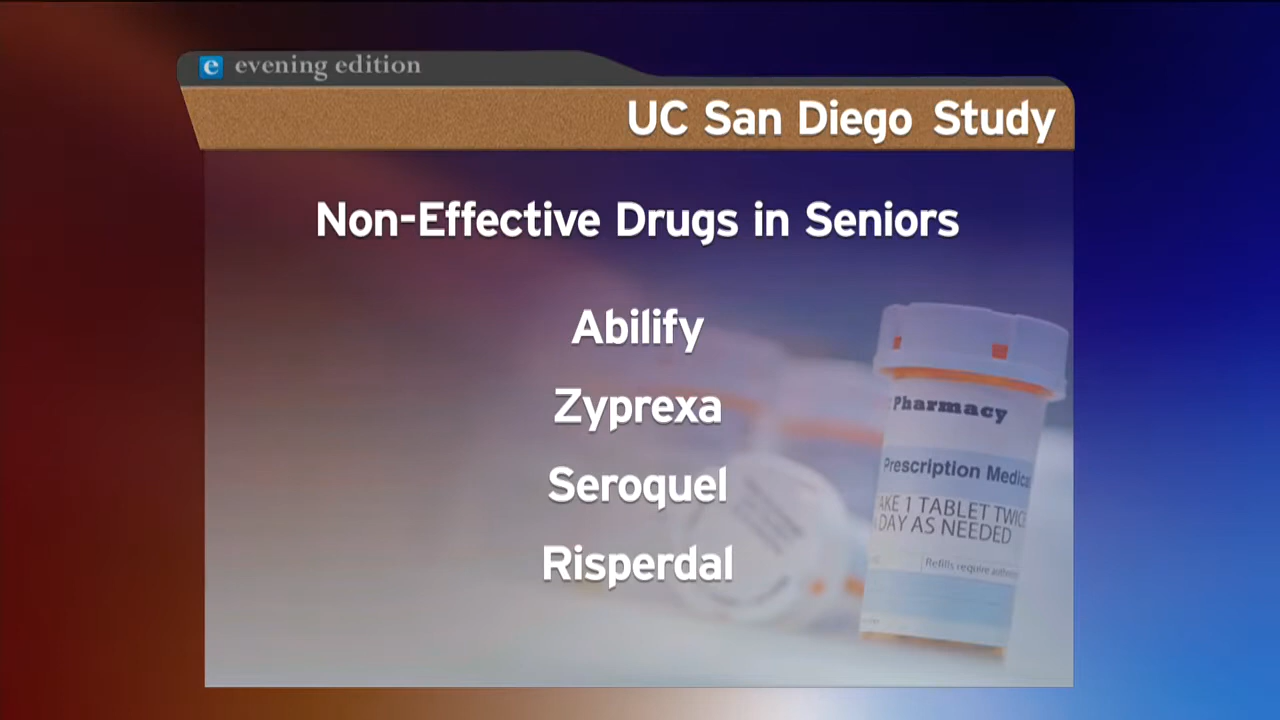 e evening edition
UC San Diego Study
Non-Effective Drugs in Seniors
Abilify
Zyprexa
Seroquel
Risperdal
Pharmacy
Prescription Medica
AKE 1 TABLET TWIC
DAY AS NEEDED
Refills require